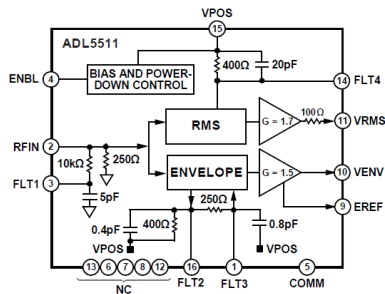 VPOS
15
ADL5511
400Ω
20pF
ENBL
4
BIAS AND POWER-
DOWN CONTROL
14
FLT4
RMS
G = 1.7
100Ω
11
VRMS
RFIN
2
10kΩ
250Ω
ENVELOPE
G = 1.5
10
VENV
FLT1
3
5pF
250Ω
9
EREF
0.4pF
400Ω
0.8pF
VPOS
VPOS
13
6
7
8
12
16
1
5
NC
FLT2
FLT3
COMM